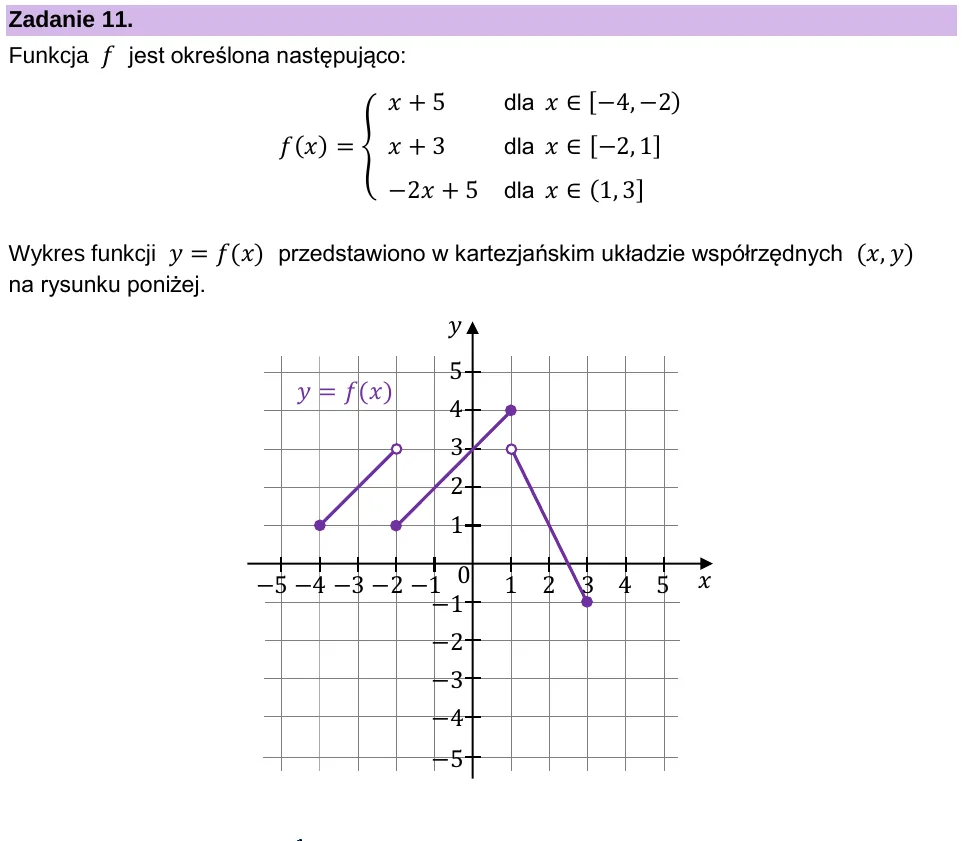 Zadanie 11.
Funkcja f jest określona następująco:
x + 5 dla x ∈ [−4, −2)
f(x) = { x + 3 dla x ∈ [−2, 1]
−2x + 5 dla x ∈ (1, 3]
Wykres funkcji y = f(x) przedstawiono w kartezjańskim układzie współrzędnych (x, y)
na rysunku poniżej.
y
5
y = f(x)
4
3
2
1
0
−5 −4 −3 −2 −1 1 2 3 4 5 x
−1
−2
−3
−4
−5